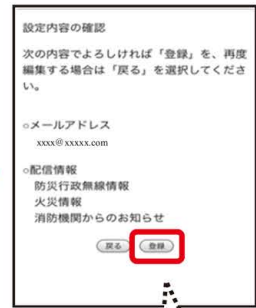 設定内容の確認
次の内容でよろしければ「登録」を、再度
編集する場合は「戻る」を選択してくださ
い。
○メールアドレス
xxxx@xxxxx.com
○配信情報
防災行政無線情報
火災情報
消防機関からのお知らせ
戻る 登録